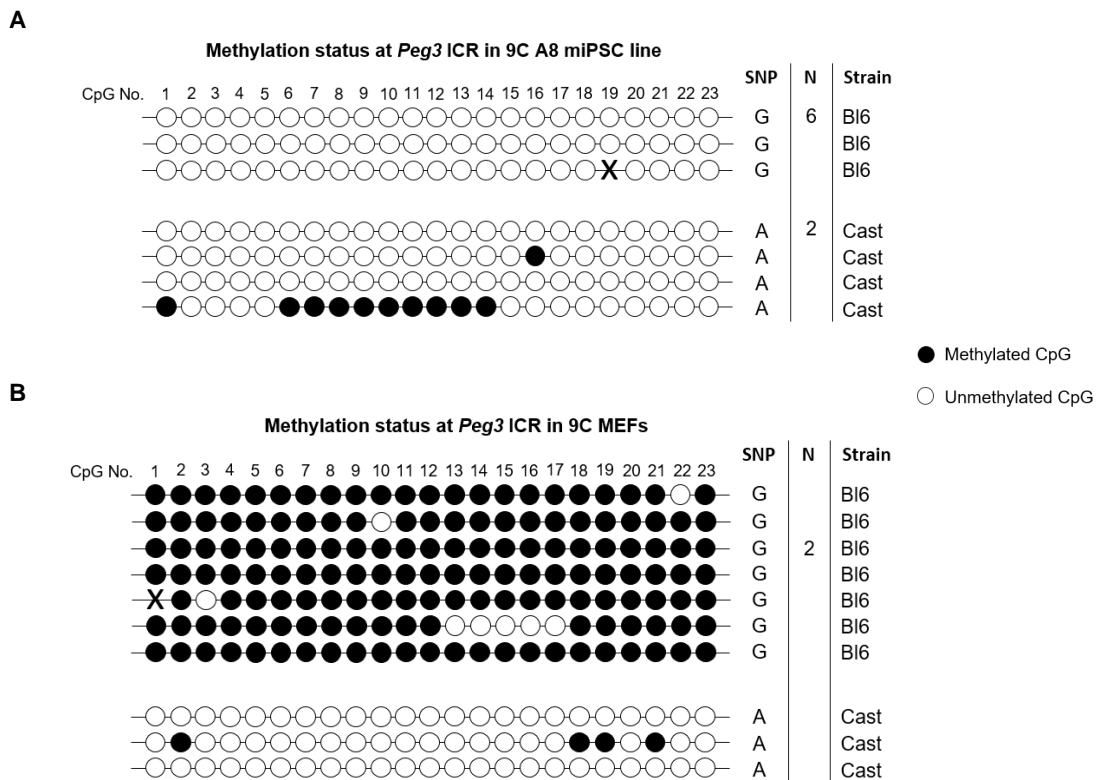 A
Methylation status at Peg3 ICR in 9C A8 miPSC line
SNP N Strain
CpG No. 1 2 3 4 5 6 7 8 9 10 11 12 13 14 15 16 17 18 19 20 21 22 23
G 6 Bl6
G Bl6
X G Bl6
A 2 Cast
A Cast
A Cast
A Cast
Methylated CpG
Unmethylated CpG
B
Methylation status at Peg3 ICR in 9C MEFs
SNP N Strain
CpG No. 1 2 3 4 5 6 7 8 9 10 11 12 13 14 15 16 17 18 19 20 21 22 23
G Bl6
G Bl6
G 2 Bl6
G Bl6
X G Bl6
G Bl6
G Bl6
A Cast
A Cast
A Cast